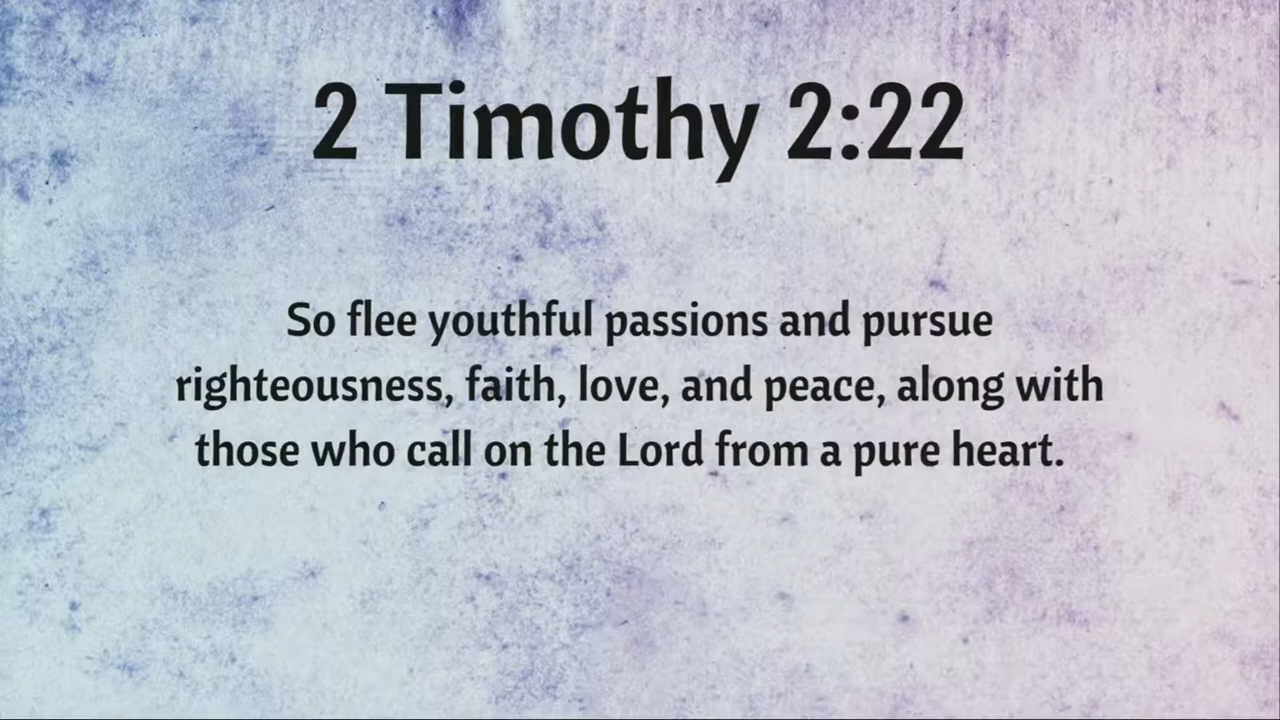 2 Timothy 2:22
So flee youthful passions and pursue
righteousness, faith, love, and peace, along with
those who call on the Lord from a pure heart.